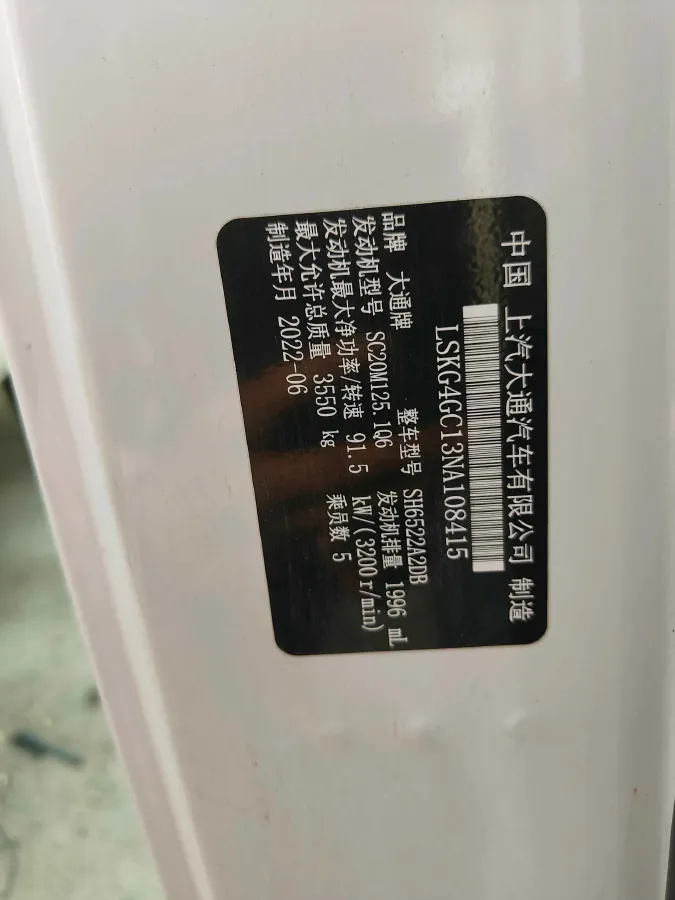 中国 上汽大通汽车有限公司 制造
LSKG4GC13NA108415
品牌 大通牌 整车型号 SH6522A2DB
发动机型号 SC20M125.1Q6 发动机排量 1996 mL
发动机最大净功率/转速 91.5 kW/(3200r/min)
最大允许总质量 3550 kg 乘员数 5
制造年月 2022-06